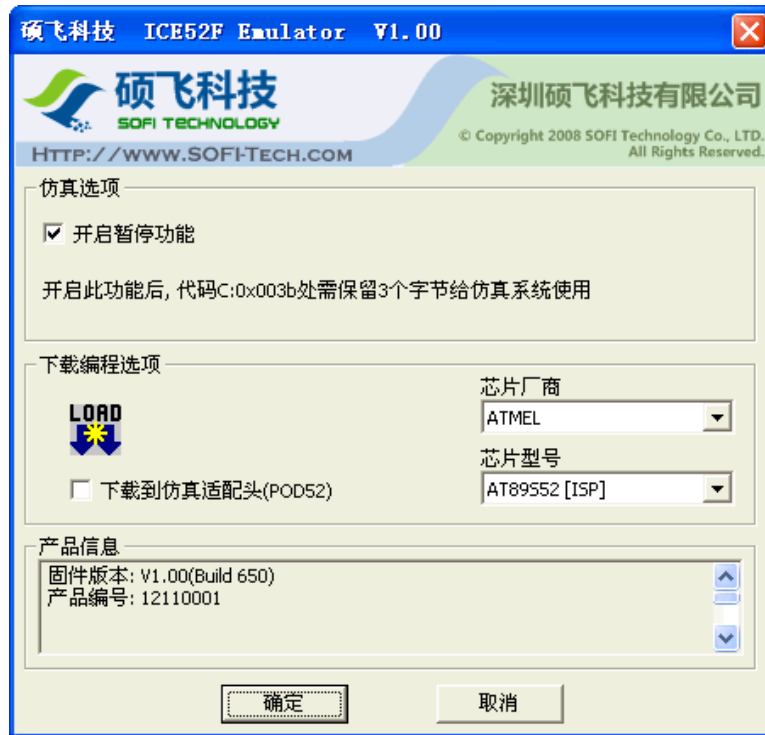 硕飞科技 ICE52F Emulator V1.00
硕飞科技
SOFI TECHNOLOGY
HTTP://WWW.SOFI-TECH.COM
深圳硕飞科技有限公司
© Copyright 2008 SOFI Technology Co., LTD.
All Rights Reserved.
仿真选项
开启暂停功能
开启此功能后, 代码C:0x003b处需保留3个字节给仿真系统使用
下载编程选项
LOAD
下载到仿真适配头(POD52)
芯片厂商
ATMEL
芯片型号
AT89S52 [ISP]
产品信息
固件版本: V1.00(Build 650)
产品编号: 12110001
确定
取消